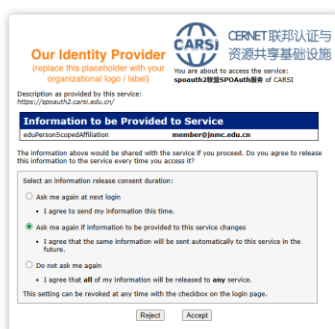 Our Identity Provider
(replace this placeholder with your
organizational logo / label)
CARSI
CERNET联邦认证与
资源共享基础设施
You are about to access the service:
spoauth2联盟SPOAuth服务 of CARSI
Description as provided by this service:
https://spoauth2.carsi.edu.cn/
Information to be Provided to Service
eduPersonScopedAffiliation member@jnmc.edu.cn
The information above would be shared with the service if you proceed. Do you agree to release
this information to the service every time you access it?
Select an information release consent duration:
Ask me again at next login
I agree to send my information this time.
Ask me again if information to be provided to this service changes
I agree that the same information will be sent automatically to this service in the
future.
Do not ask me again
I agree that all of my information will be released to any service.
This setting can be revoked at any time with the checkbox on the login page.
Reject Accept